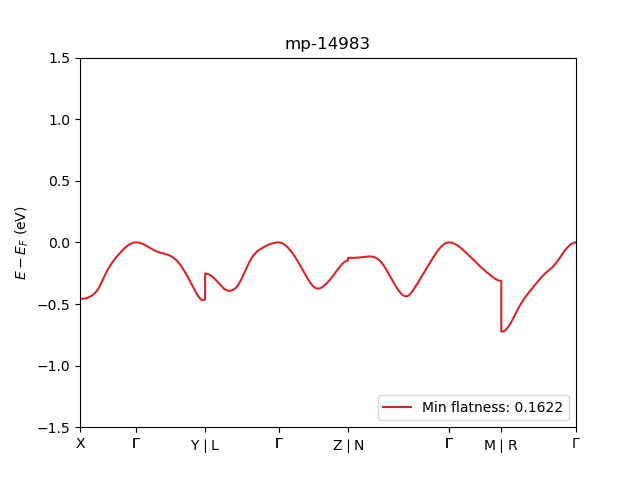 mp-14983
E − E_F (eV)
1.5
1.0
0.5
0.0
−0.5
−1.0
−1.5
Min flatness: 0.1622
X Γ Y | L Γ Z | N Γ M | R Γ